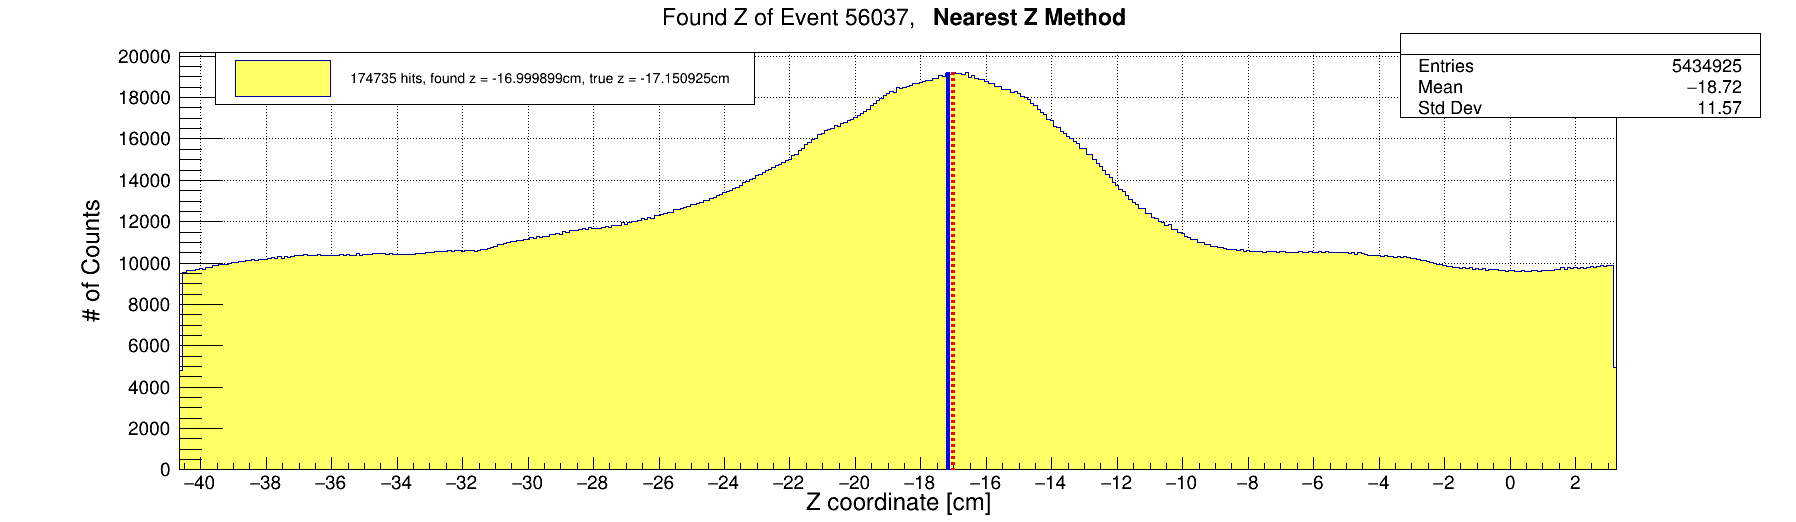 Found Z of Event 56037, Nearest Z Method
174735 hits, found z = -16.999899cm, true z = -17.150925cm
Entries 5434925
Mean −18.72
Std Dev 11.57
# of Counts
20000
18000
16000
14000
12000
10000
8000
6000
4000
2000
0
−40 −38 −36 −34 −32 −30 −28 −26 −24 −22 −20 −18 −16 −14 −12 −10 −8 −6 −4 −2 0 2
Z coordinate [cm]